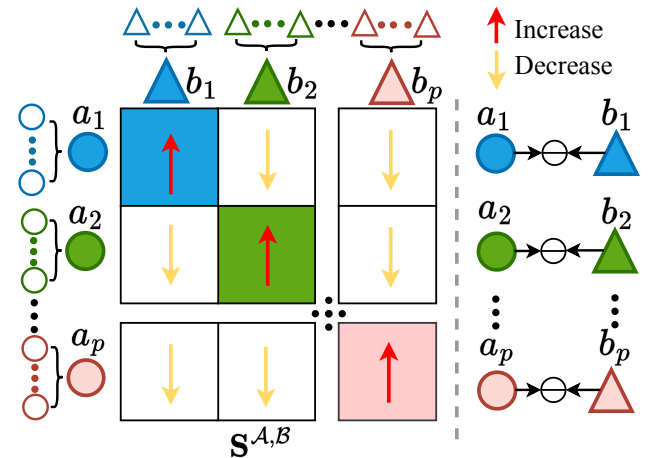 Increase
Decrease
b₁ b₂ bₚ
a₁
a₂
aₚ
a₁ b₁
a₂ b₂
aₚ bₚ
S^{𝒜,ℬ}